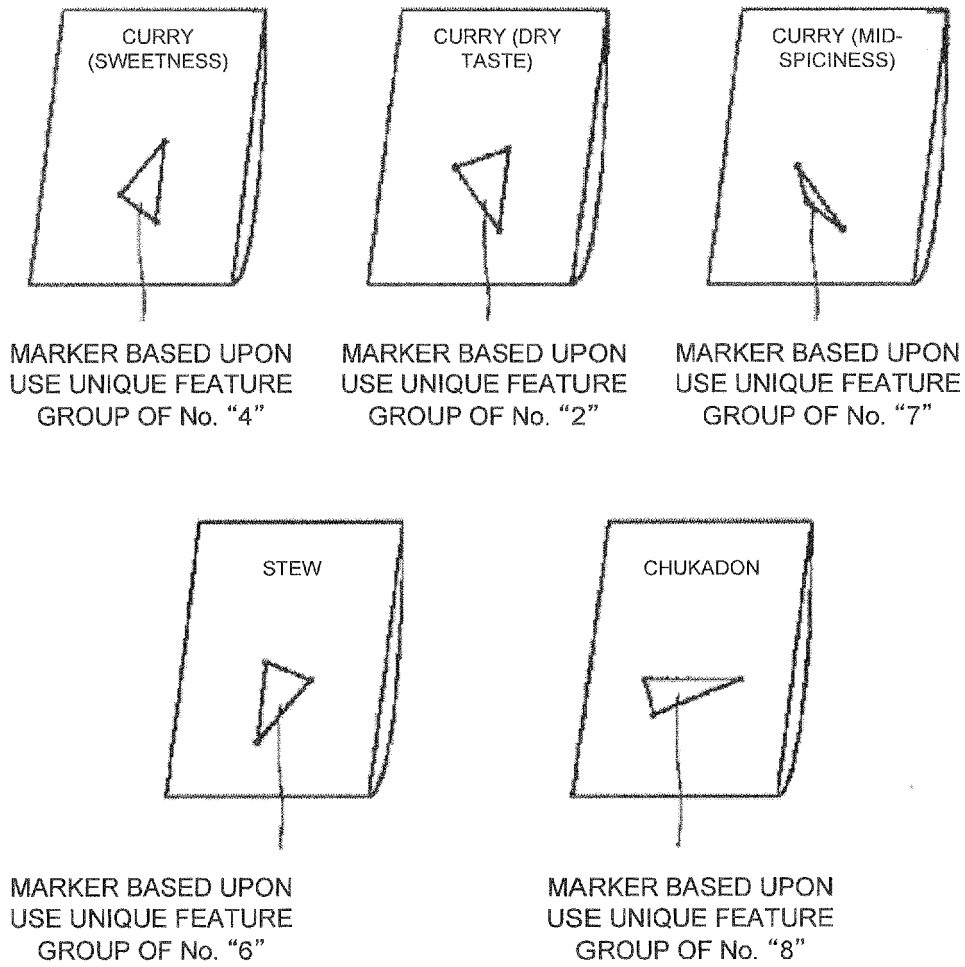 CURRY
(SWEETNESS)
CURRY (DRY
TASTE)
CURRY (MID-
SPICINESS)
MARKER BASED UPON
USE UNIQUE FEATURE
GROUP OF No. “4”
MARKER BASED UPON
USE UNIQUE FEATURE
GROUP OF No. “2”
MARKER BASED UPON
USE UNIQUE FEATURE
GROUP OF No. “7”
STEW
CHUKADON
MARKER BASED UPON
USE UNIQUE FEATURE
GROUP OF No. “6”
MARKER BASED UPON
USE UNIQUE FEATURE
GROUP OF No. “8”